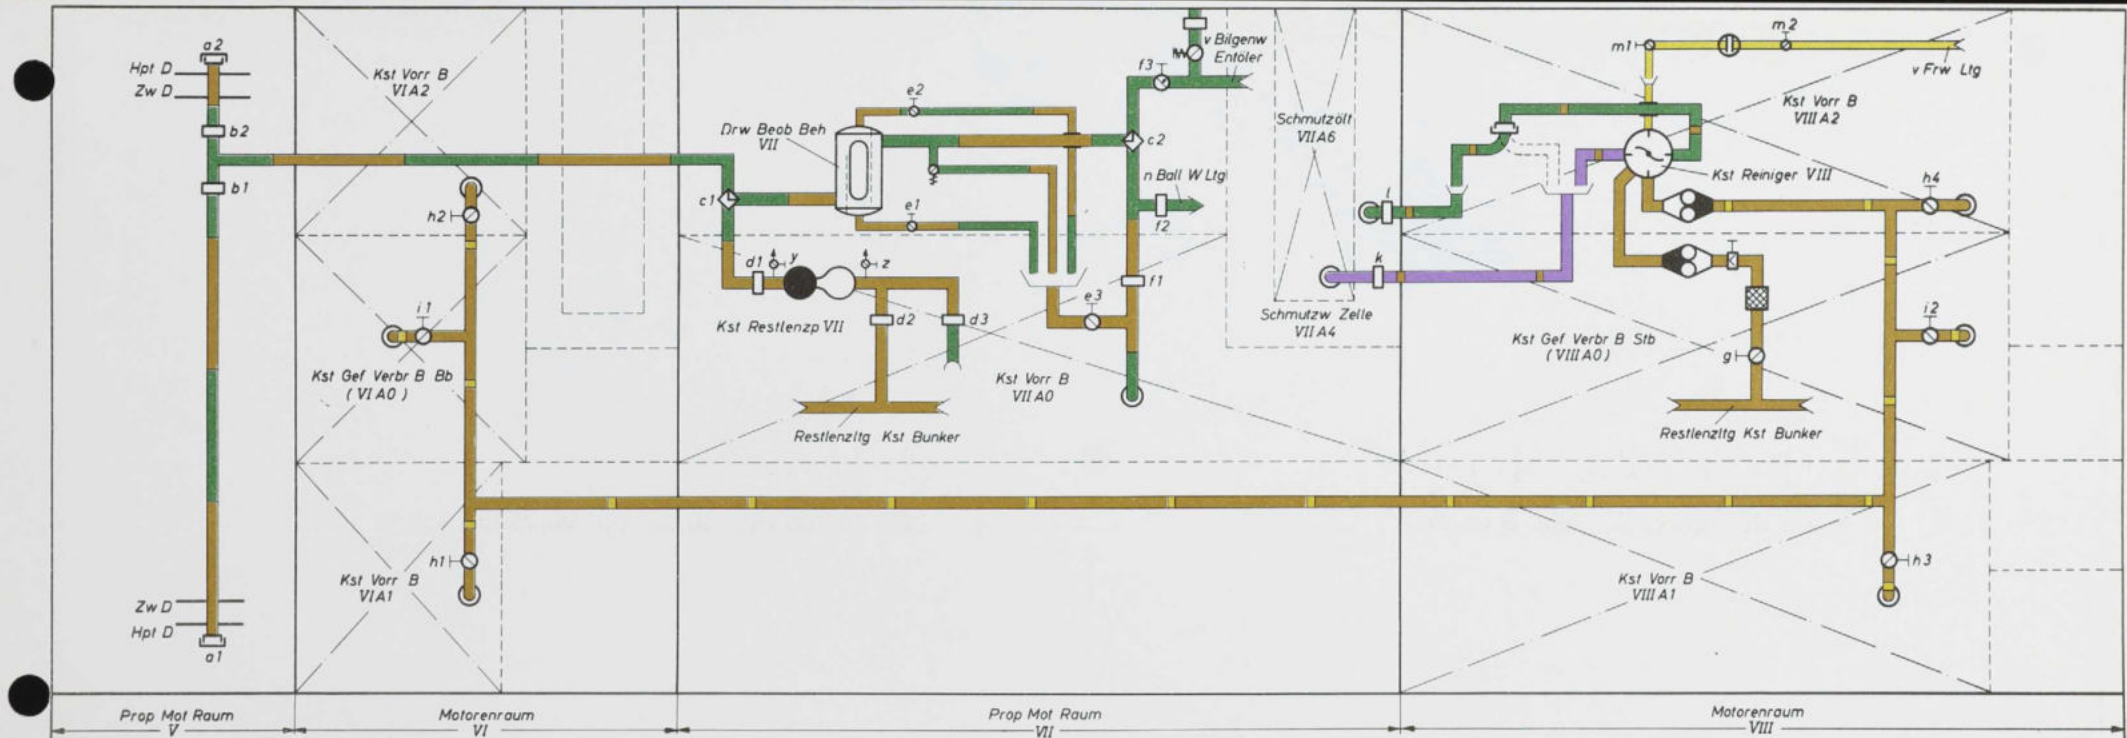 a2
Hpt D
Zw D
b2
b1
Zw D
Hpt D
a1
Kst Vorr B
VI A2
h2
i1
Kst Gef Verbr B Bb
( VI A0 )
Kst Vorr B
VI A1
h1
Drw Beob Beh
VII
e2
c1
e1
d1
y
z
Kst Restlenzp VII
d2
d3
Restlenzltg Kst Bunker
v Bilgenw
Entöler
f3
c2
n Ball W Ltg
f2
f1
e3
Kst Vorr B
VII A0
Schmutzölt
VII A6
Schmutzw Zelle
VII A4
l
k
m1
m2
v Frw Ltg
Kst Vorr B
VIII A2
Kst Reiniger VIII
h4
i2
Kst Gef Verbr B Stb
( VIII A0 )
g
Restlenzltg Kst Bunker
Kst Vorr B
VIII A1
h3
Prop Mot Raum
V
Motorenraum
VI
Prop Mot Raum
VII
Motorenraum
VIII